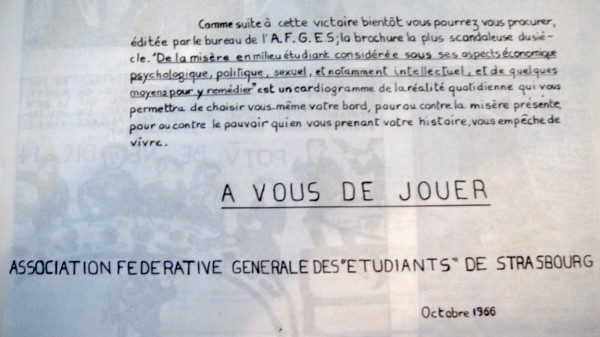 Comme suite à cette victoire bientôt vous pourrez vous procurer,
éditée par le bureau de l'A.F.G.E.S; la brochure la plus scandaleuse du siè-
cle. "De la misère en milieu étudiant considérée sous ses aspects économique
psychologique, politique, sexuel, et notamment intellectuel, et de quelques
moyens pour y remédier" est un cardiogramme de la réalité quotidienne qui vous
permettra de choisir vous-même votre bord, pour ou contre la misère présente,
pour ou contre le pouvoir qui en vous prenant votre histoire, vous empêche de
vivre.
A VOUS DE JOUER
ASSOCIATION FEDERATIVE GENERALE DES "ETUDIANTS" DE STRASBOURG
Octobre 1966